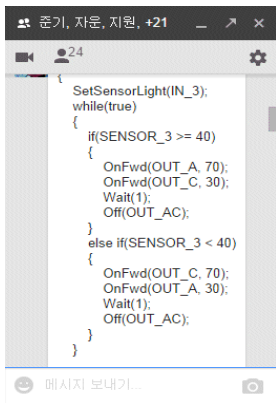 준기, 자운, 지원, +21
24
{
SetSensorLight(IN_3);
while(true)
{
if(SENSOR_3 >= 40)
{
OnFwd(OUT_A, 70);
OnFwd(OUT_C, 30);
Wait(1);
Off(OUT_AC);
}
else if(SENSOR_3 < 40)
{
OnFwd(OUT_C, 70);
OnFwd(OUT_A, 30);
Wait(1);
Off(OUT_AC);
}
}
메시지 보내기...